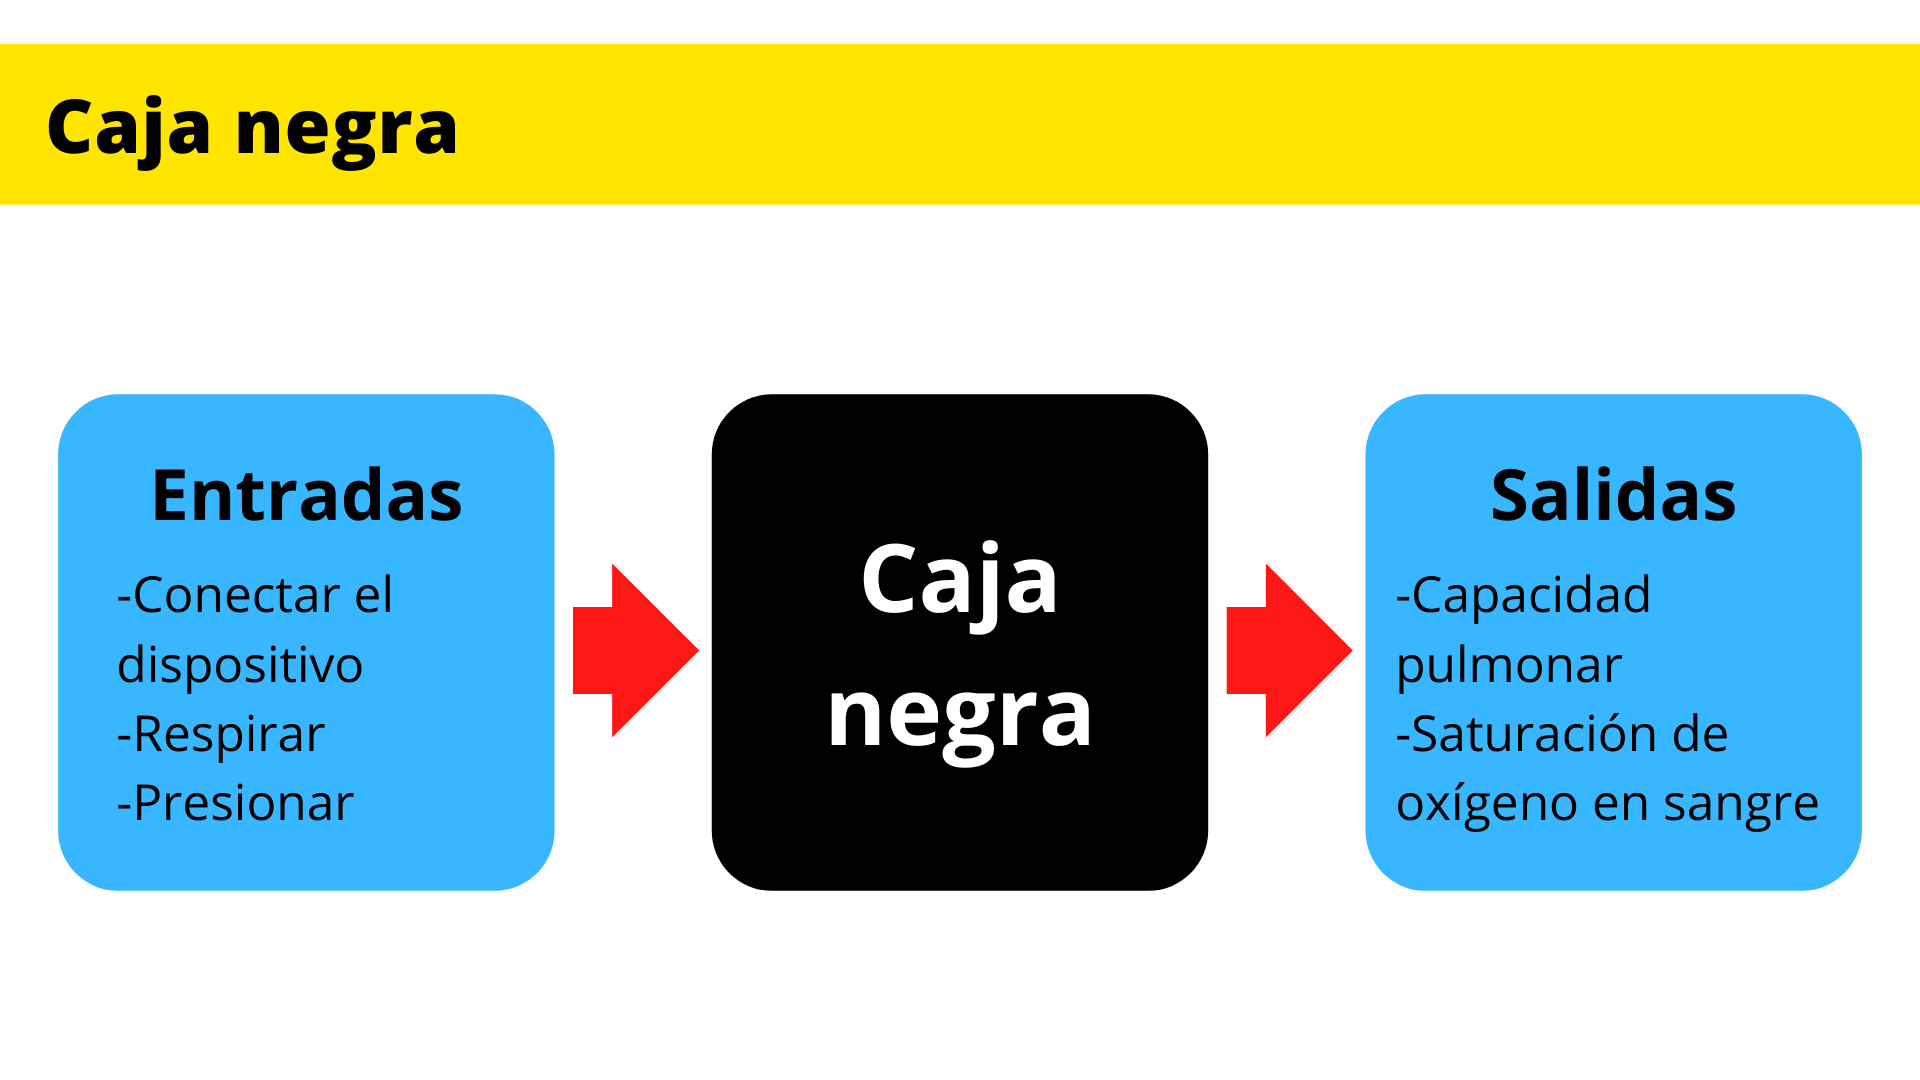 Caja negra
Entradas
-Conectar el
dispositivo
-Respirar
-Presionar
Caja
negra
Salidas
-Capacidad
pulmonar
-Saturación de
oxígeno en sangre